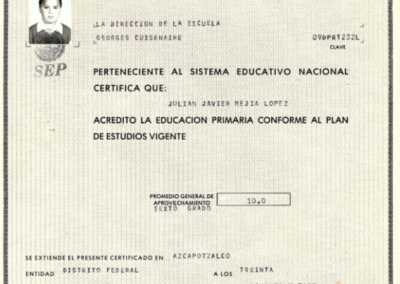 LA DIRECCION DE LA ESCUELA
GEORGES CUISENAIRE 09DPR1232L
CLAVE
SEP
PERTENECIENTE AL SISTEMA EDUCATIVO NACIONAL
CERTIFICA QUE:
JULIAN JAVIER MEJIA LOPEZ
ACREDITO LA EDUCACION PRIMARIA CONFORME AL PLAN
DE ESTUDIOS VIGENTE
PROMEDIO GENERAL DE
APROVECHAMIENTO 10.0
SEXTO GRADO
SE EXTIENDE EL PRESENTE CERTIFICADO EN AZCAPOTZALCO
ENTIDAD DISTRITO FEDERAL A LOS TREINTA